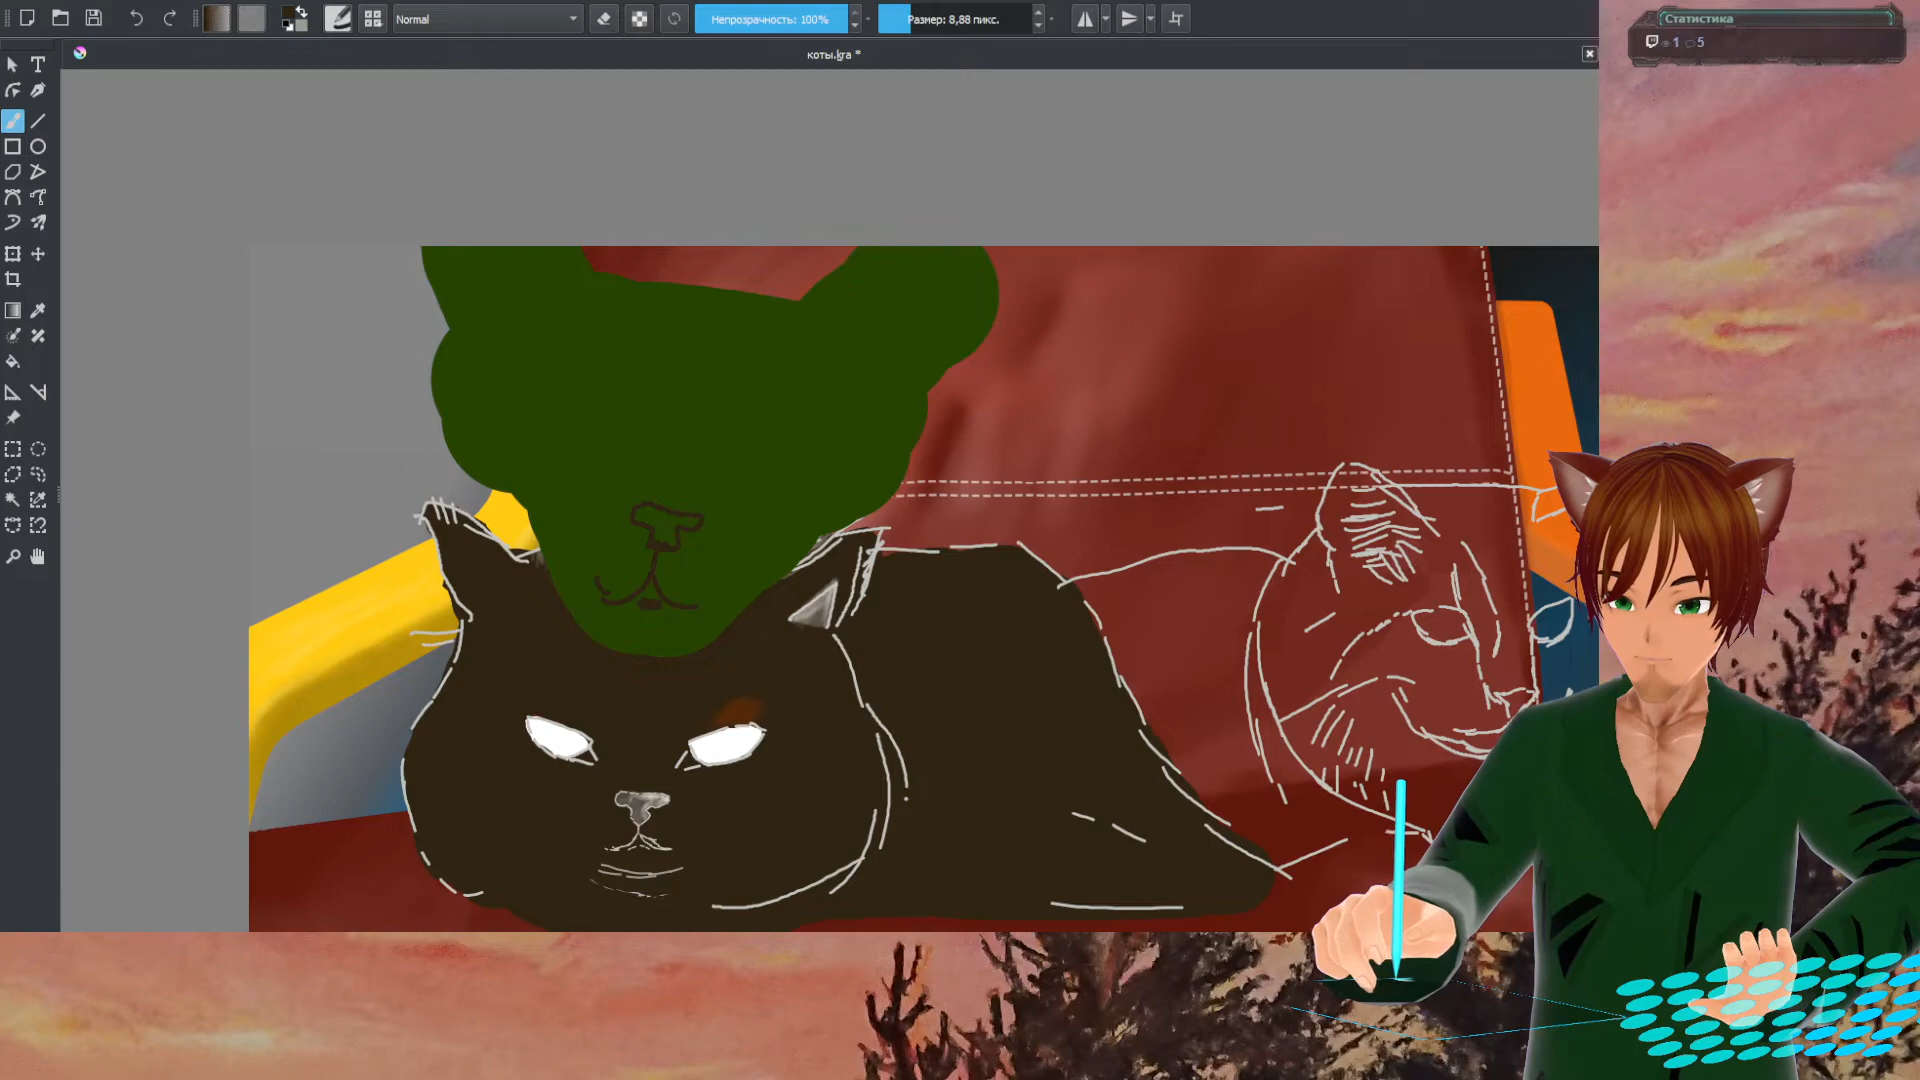 Normal
Непрозрачность: 100%
Размер: 8,88 пикс.
коты.kra *
Статистика
1 5